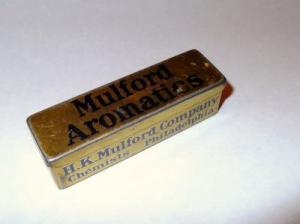 Mulford
Aromatics
H.K. Mulford Company
Chemists Philadelphia